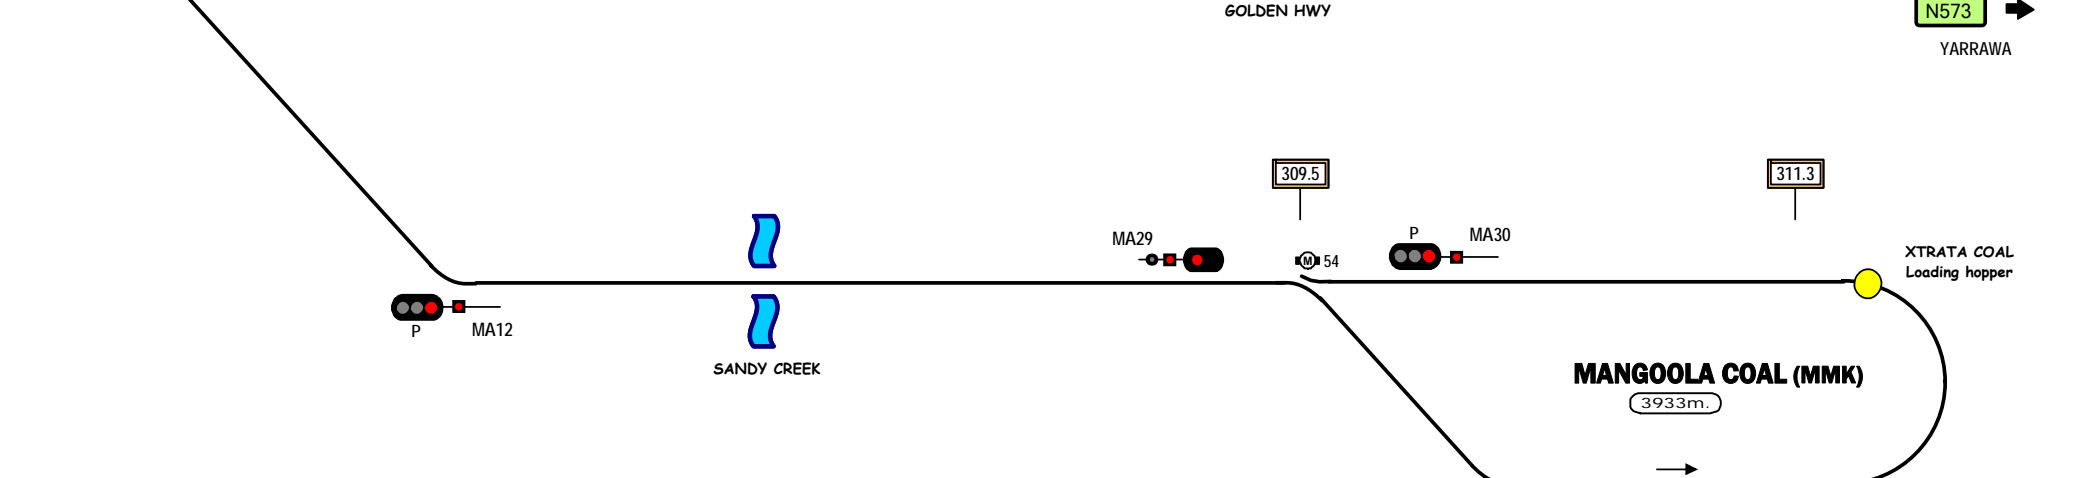 GOLDEN HWY
N573
YARRAWA
309.5
311.3
MA29
M
54
P
MA30
XTRATA COAL
Loading hopper
P
MA12
SANDY CREEK
MANGOOLA COAL (MMK)
3933m.